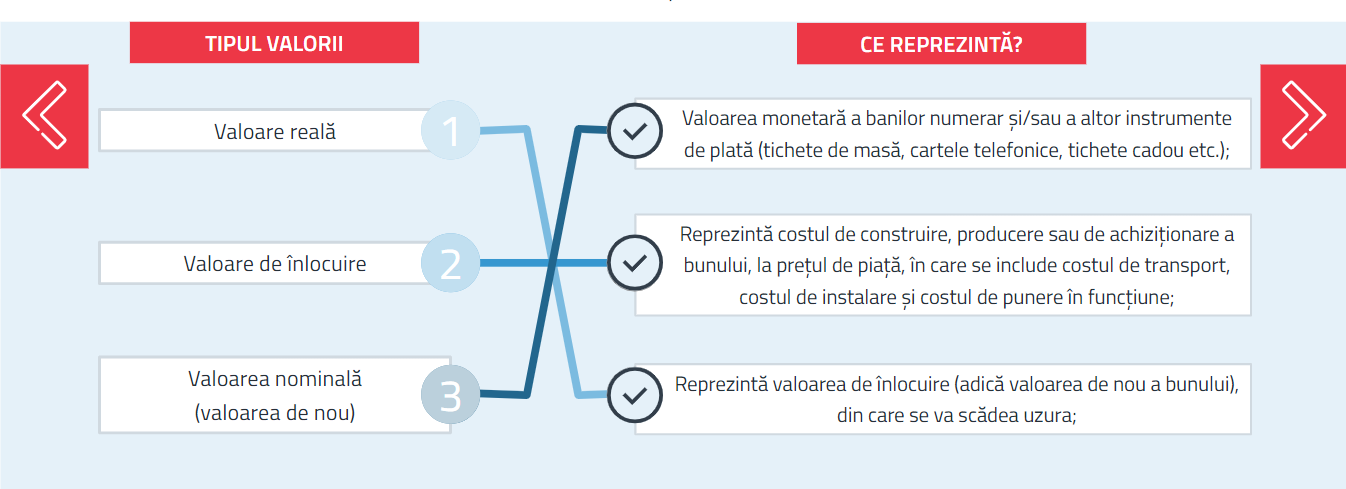 TIPUL VALORII
CE REPREZINTĂ?
Valoare reală
1
Valoarea monetară a banilor numerar și/sau a altor instrumente
de plată (tichete de masă, cartele telefonice, tichete cadou etc.);
Valoare de înlocuire
2
Reprezintă costul de construire, producere sau de achiziționare a
bunului, la prețul de piață, în care se include costul de transport,
costul de instalare și costul de punere în funcțiune;
Valoarea nominală
(valoarea de nou)
3
Reprezintă valoarea de înlocuire (adică valoarea de nou a bunului),
din care se va scădea uzura;